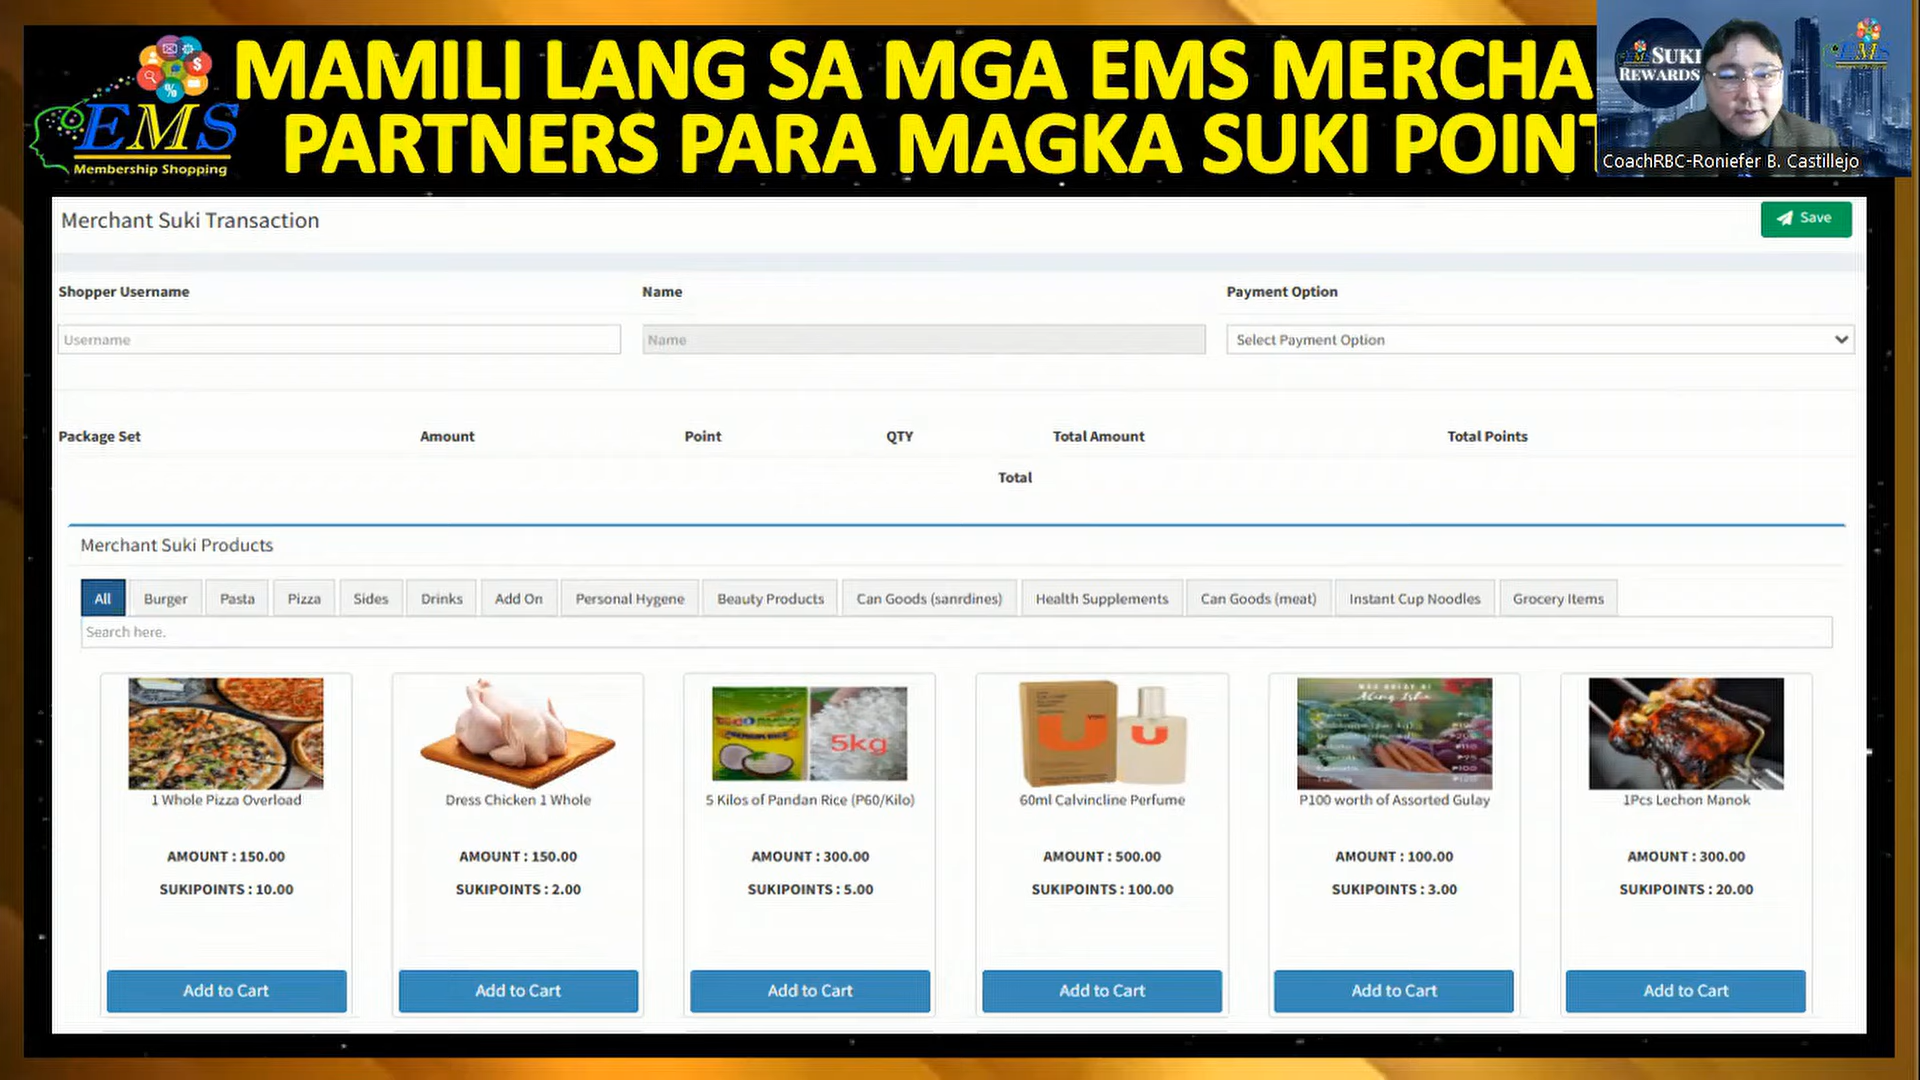 MAMILI LANG SA MGA EMS MERCHA
PARTNERS PARA MAGKA SUKI POINT
EMS
Membership Shopping
SUKI
REWARDS
EMS
CoachRBC-Roniefer B. Castillejo
Merchant Suki Transaction
Save
Shopper Username Name Payment Option
Username Name Select Payment Option
Package Set Amount Point QTY Total Amount Total Points
Total
Merchant Suki Products
All Burger Pasta Pizza Sides Drinks Add On Personal Hygene Beauty Products Can Goods (sanrdines) Health Supplements Can Goods (meat) Instant Cup Noodles Grocery Items
Search here.
5kg
U
U
1 Whole Pizza Overload Dress Chicken 1 Whole 5 Kilos of Pandan Rice (P60/Kilo) 60ml Calvincline Perfume P100 worth of Assorted Gulay 1Pcs Lechon Manok
AMOUNT : 150.00 AMOUNT : 150.00 AMOUNT : 300.00 AMOUNT : 500.00 AMOUNT : 100.00 AMOUNT : 300.00
SUKIPOINTS : 10.00 SUKIPOINTS : 2.00 SUKIPOINTS : 5.00 SUKIPOINTS : 100.00 SUKIPOINTS : 3.00 SUKIPOINTS : 20.00
Add to Cart Add to Cart Add to Cart Add to Cart Add to Cart Add to Cart